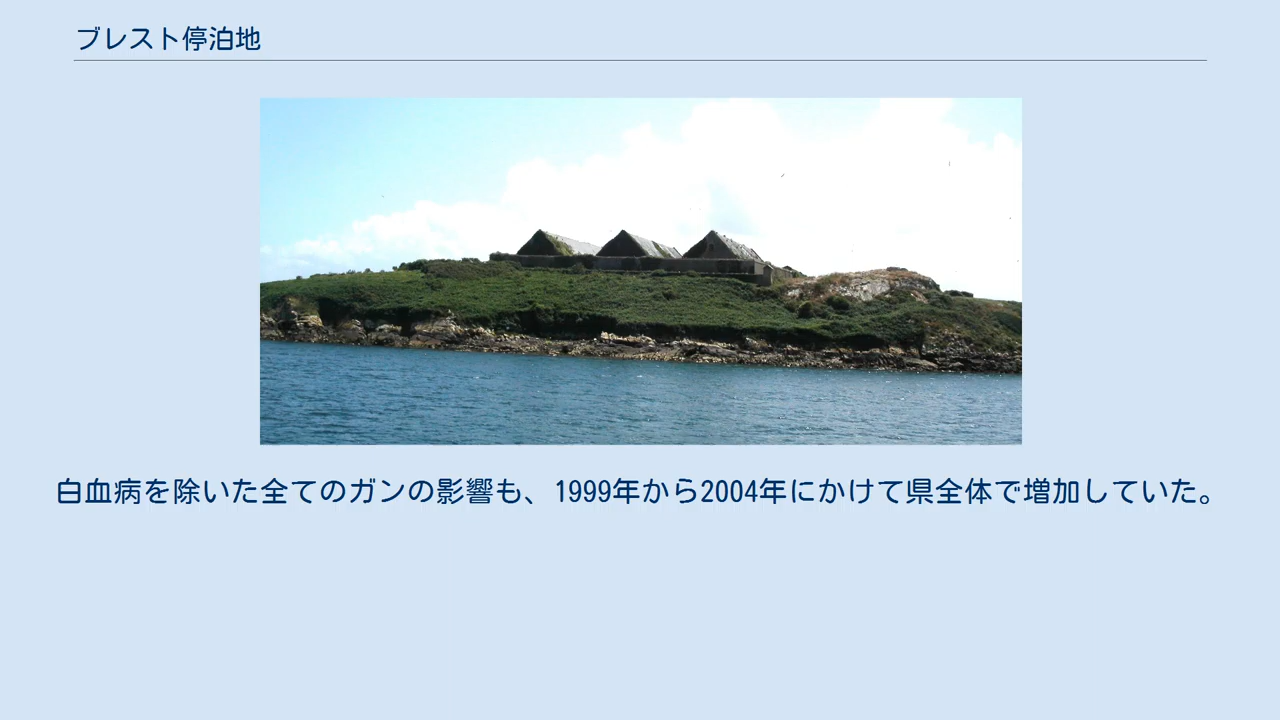 ブレスト停泊地
白血病を除いた全てのガンの影響も、1999年から2004年にかけて県全体で増加していた。